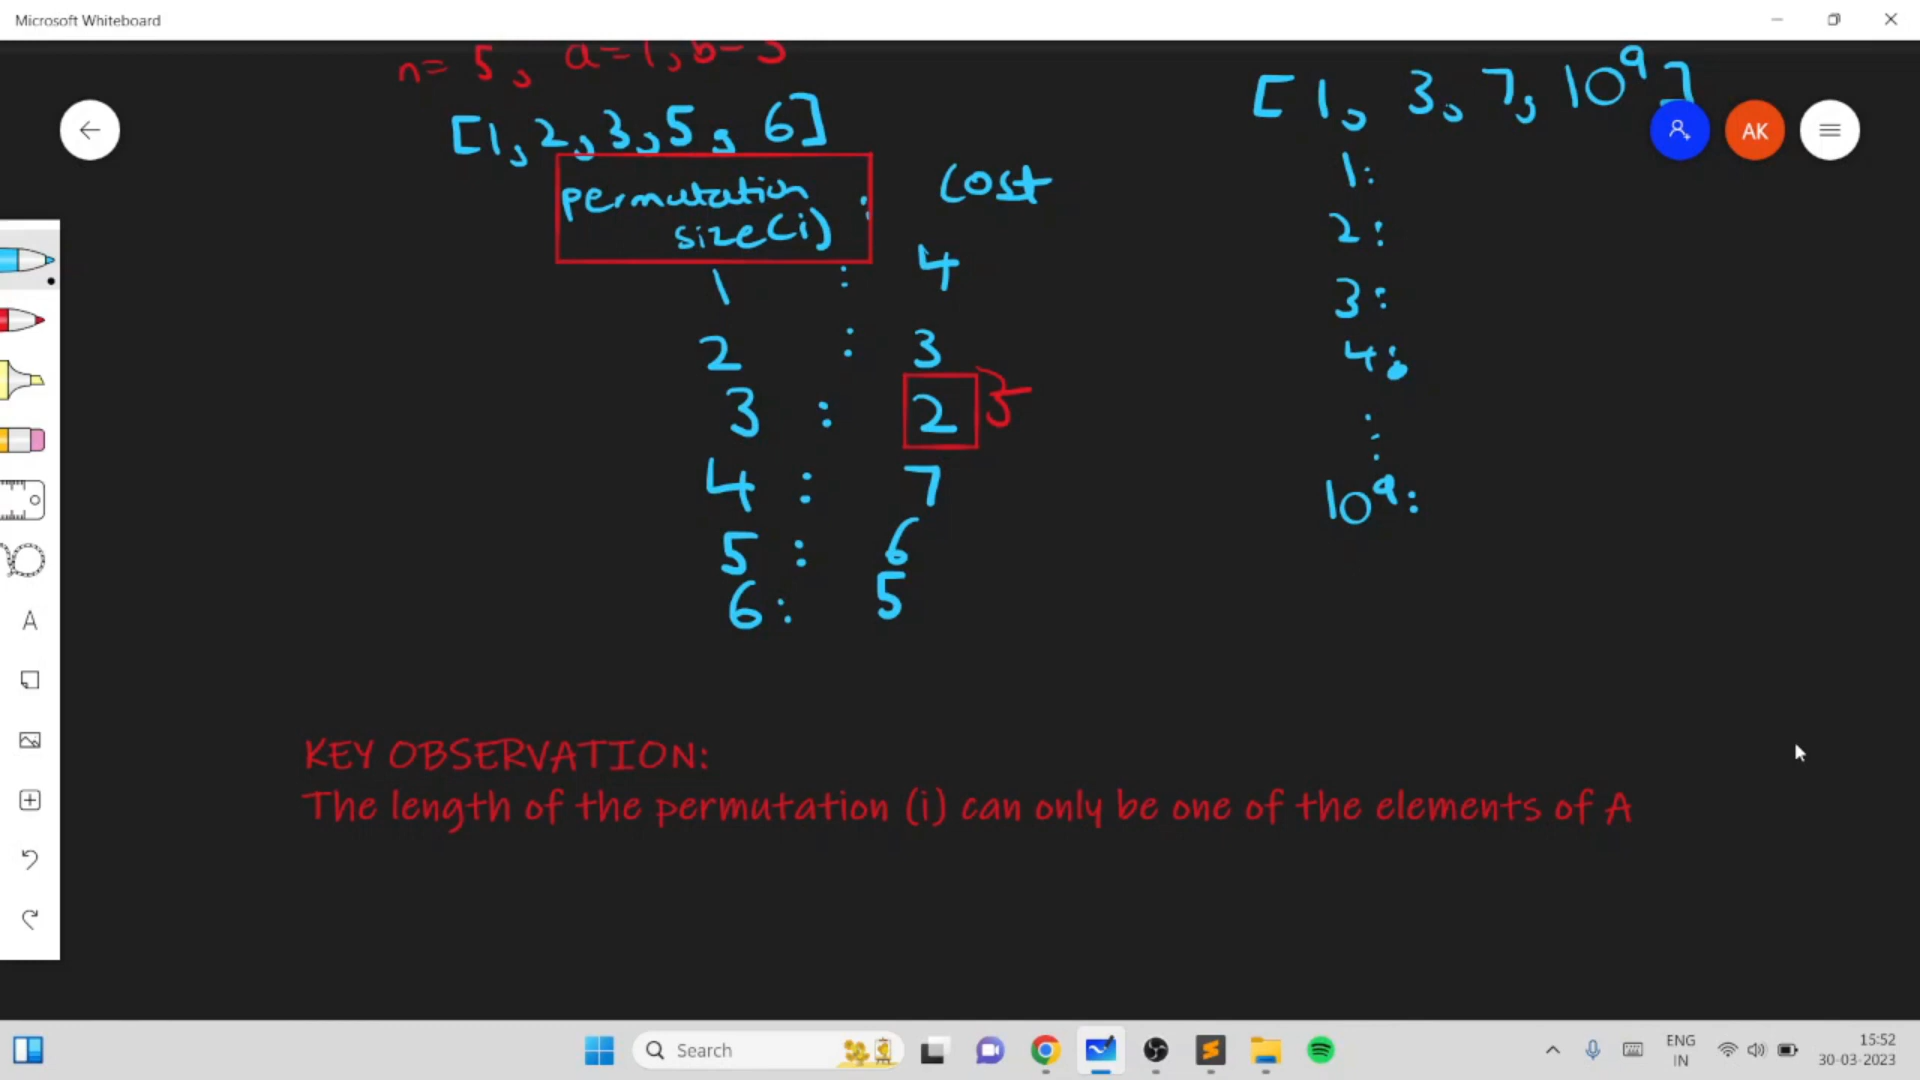 Microsoft Whiteboard
n= 5, a=1, b=3
[1, 2, 3, 5, 6]
permutation
size(i) : Cost
1 : 4
2 : 3
3 : 2
4 : 7
5 : 6
6: 5
[1, 3, 7, 10⁹]
1:
2:
3:
4:
10⁹:
AK
A
KEY OBSERVATION:
The length of the permutation (i) can only be one of the elements of A
Search
ENG
IN
15:52
30-03-2023